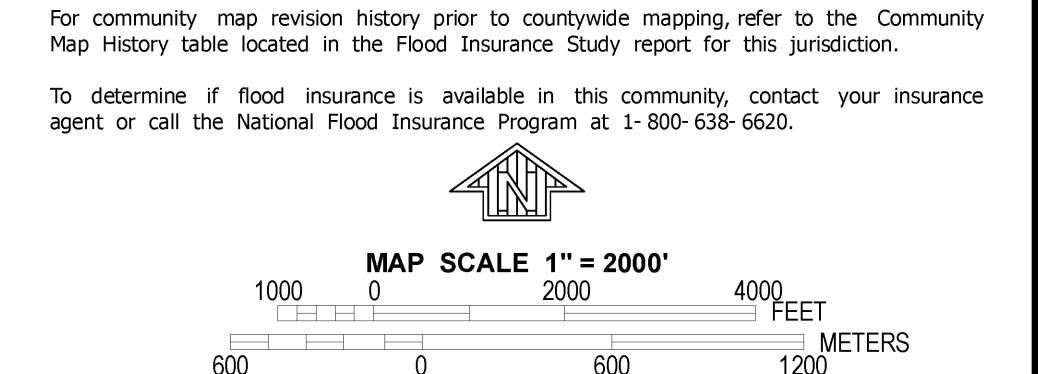 For community map revision history prior to countywide mapping, refer to the Community
Map History table located in the Flood Insurance Study report for this jurisdiction.
To determine if flood insurance is available in this community, contact your insurance
agent or call the National Flood Insurance Program at 1- 800- 638- 6620.
N
MAP SCALE 1" = 2000'
1000 0 2000 4000
FEET
METERS
600 0 600 1200